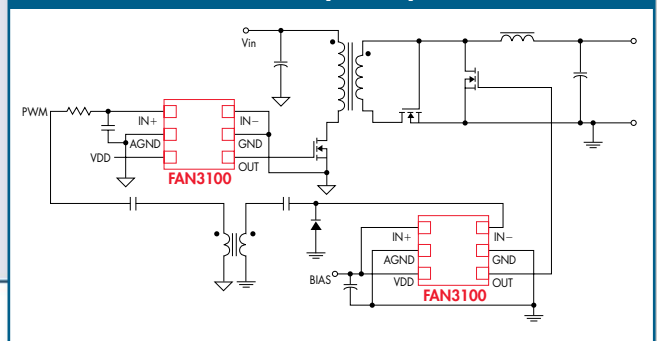 Vin
PWM
IN+
IN−
AGND
GND
VDD
OUT
FAN3100
IN+
IN−
AGND
GND
BIAS
VDD
OUT
FAN3100